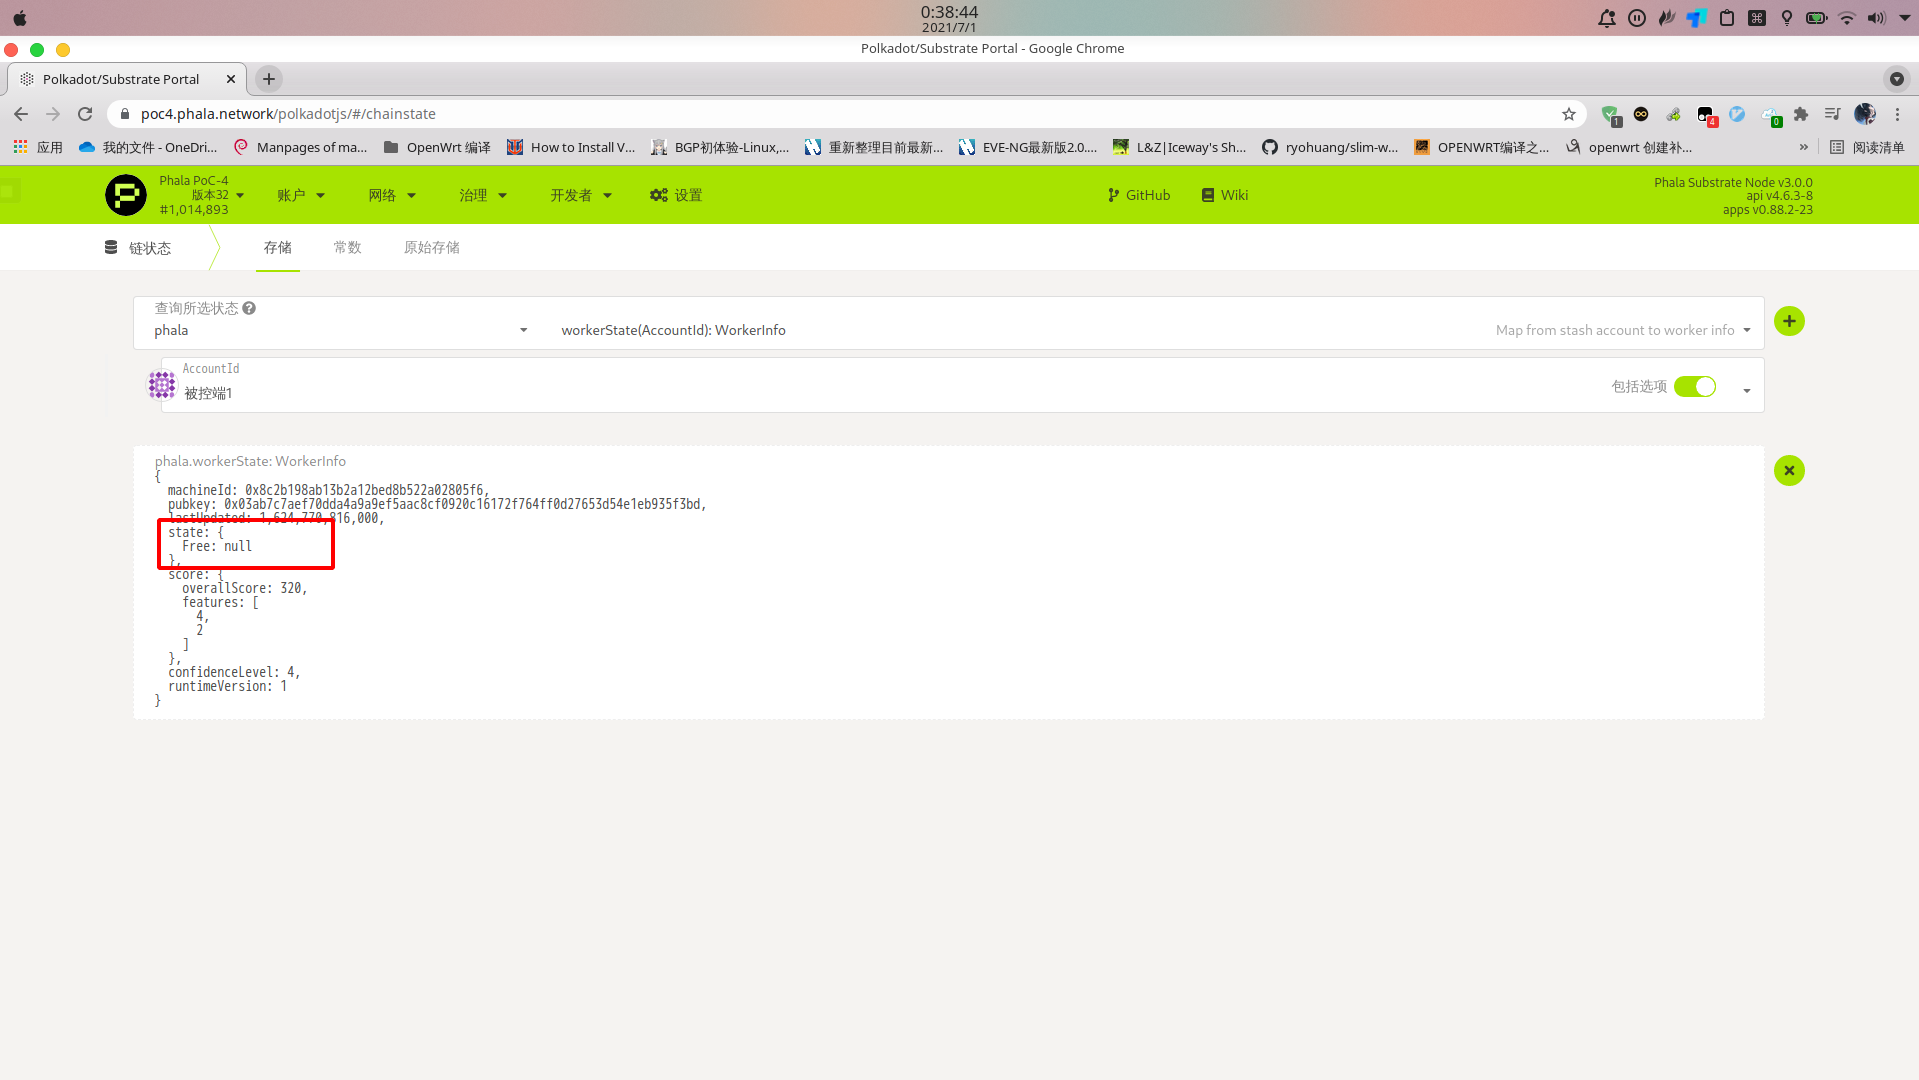 0:38:44
2021/7/1
Polkadot/Substrate Portal - Google Chrome
Polkadot/Substrate Portal
poc4.phala.network/polkadotjs/#/chainstate
1
4
0
应用
我的文件 - OneDri...
Manpages of ma...
OpenWrt 编译
How to Install V...
BGP初体验-Linux,...
重新整理目前最新...
EVE-NG最新版2.0....
L&Z|Iceway's Sh...
ryohuang/slim-w...
OPENWRT编译之...
openwrt 创建补...
»
阅读清单
Phala PoC-4
版本32
#1,014,893
账户
网络
治理
开发者
设置
GitHub
Wiki
Phala Substrate Node v3.0.0
api v4.6.3-8
apps v0.88.2-23
链状态
存储
常数
原始存储
查询所选状态
phala
workerState(AccountId): WorkerInfo
Map from stash account to worker info
AccountId
被控端1
包括选项
phala.workerState: WorkerInfo
{
machineId: 0x8c2b198ab13b2a12bed8b522a02805f6,
pubkey: 0x03ab7c7aef70dda4a9a9ef5aac8cf0920c16172f764ff0d27653d54e1eb935f3bd,
lastUpdated: 1,624,770,816,000,
state: {
Free: null
},
score: {
overallScore: 320,
features: [
4,
2
]
},
confidenceLevel: 4,
runtimeVersion: 1
}